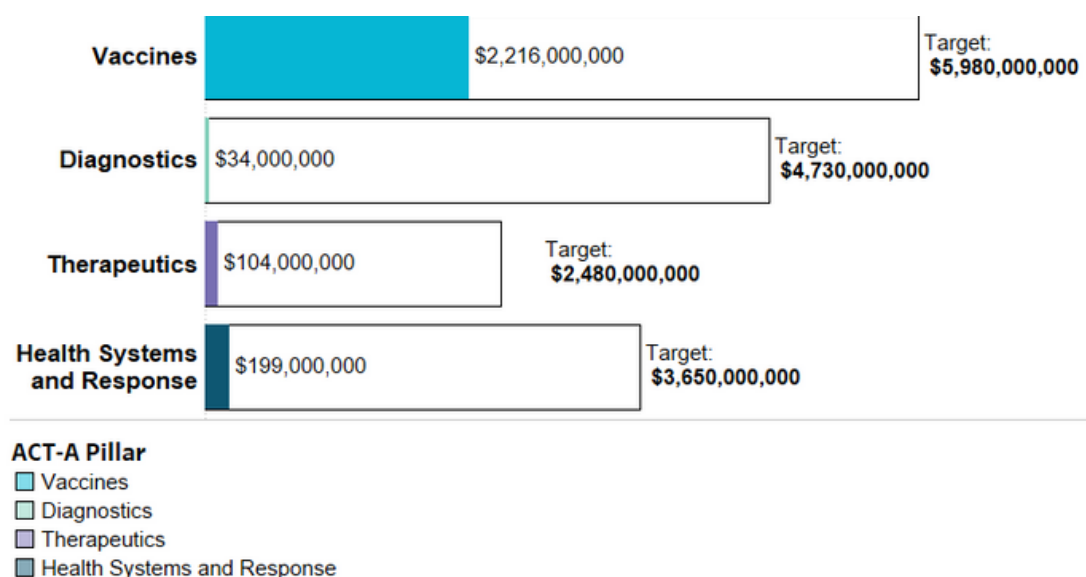 Vaccines
$2,216,000,000
Target:
$5,980,000,000
Diagnostics
$34,000,000
Target:
$4,730,000,000
Therapeutics
$104,000,000
Target:
$2,480,000,000
Health Systems
and Response
$199,000,000
Target:
$3,650,000,000
ACT-A Pillar
Vaccines
Diagnostics
Therapeutics
Health Systems and Response